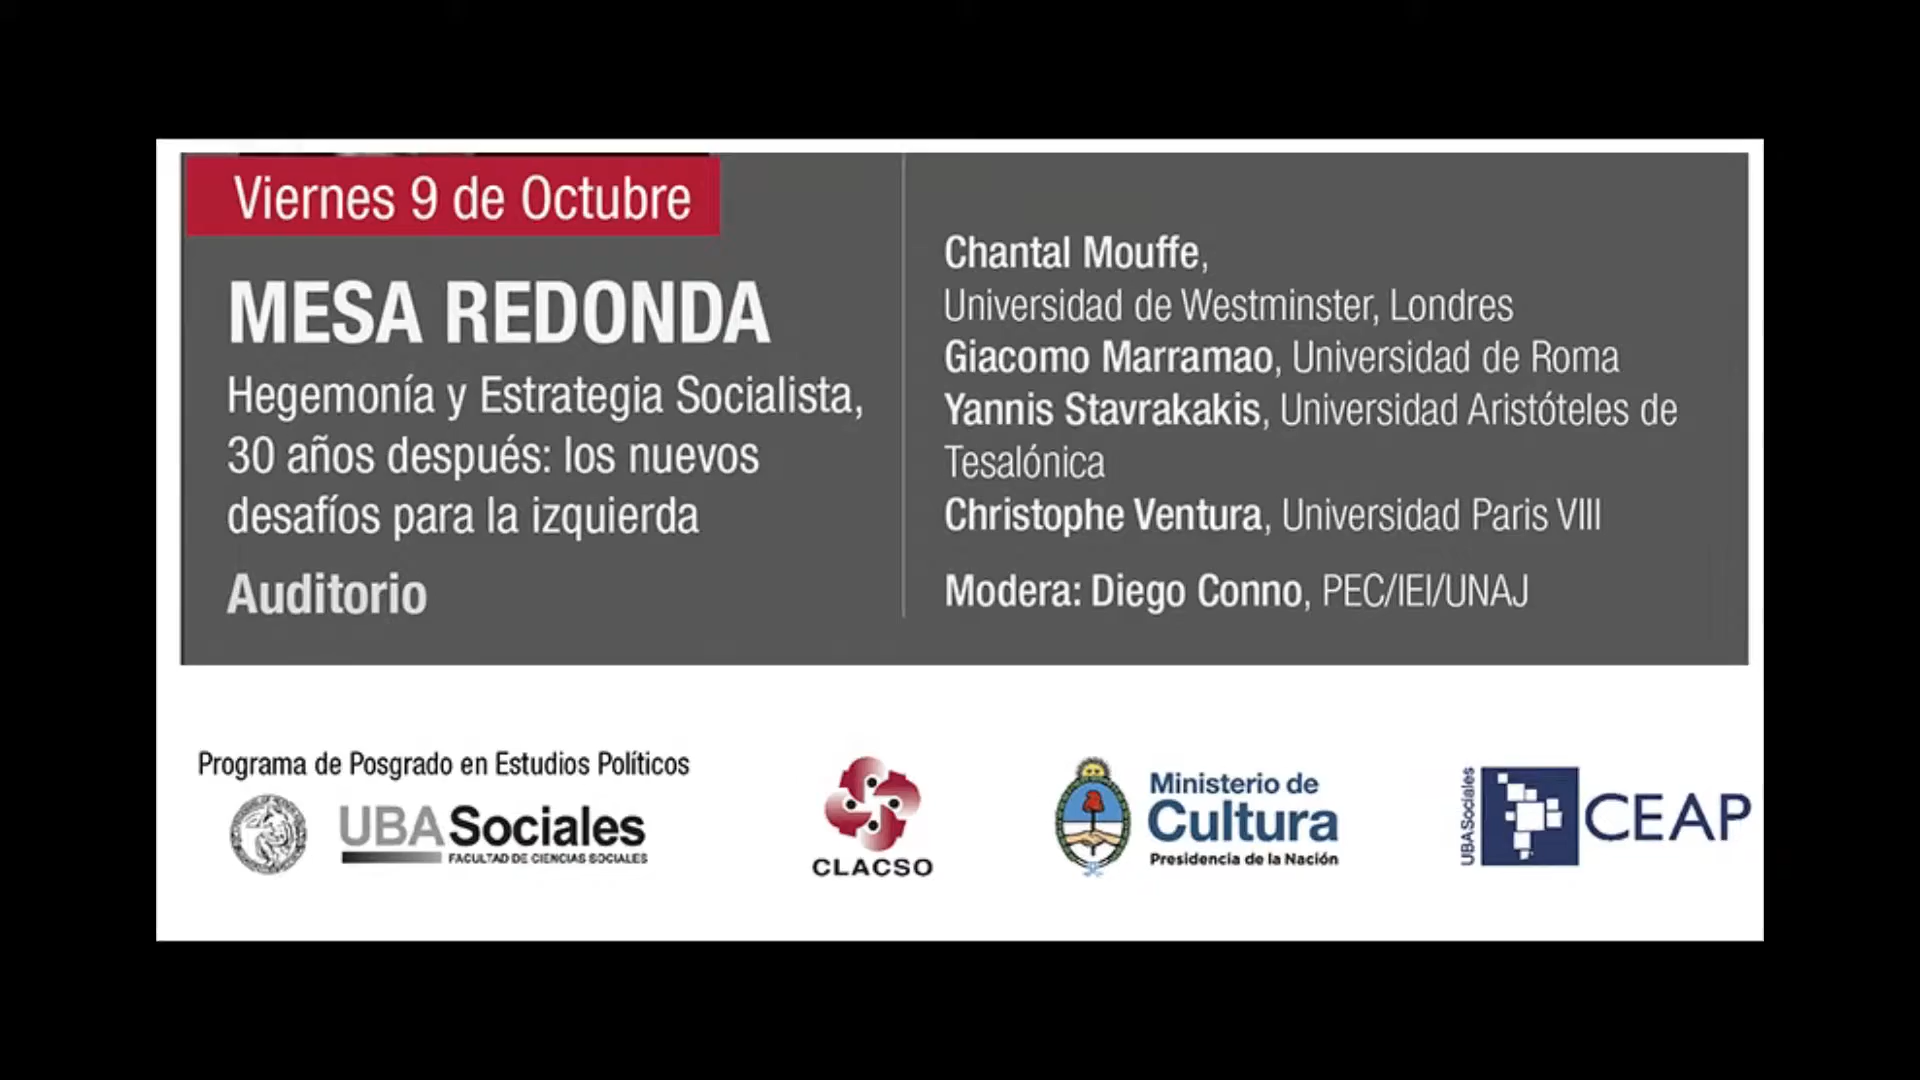 Viernes 9 de Octubre
MESA REDONDA
Hegemonía y Estrategia Socialista,
30 años después: los nuevos
desafíos para la izquierda
Auditorio
Chantal Mouffe,
Universidad de Westminster, Londres
Giacomo Marramao, Universidad de Roma
Yannis Stavrakakis, Universidad Aristóteles de
Tesalónica
Christophe Ventura, Universidad Paris VIII
Modera: Diego Conno, PEC/IEI/UNAJ
Programa de Posgrado en Estudios Políticos
UBA Sociales
FACULTAD DE CIENCIAS SOCIALES
CLACSO
Ministerio de
Cultura
Presidencia de la Nación
UBASociales
CEAP